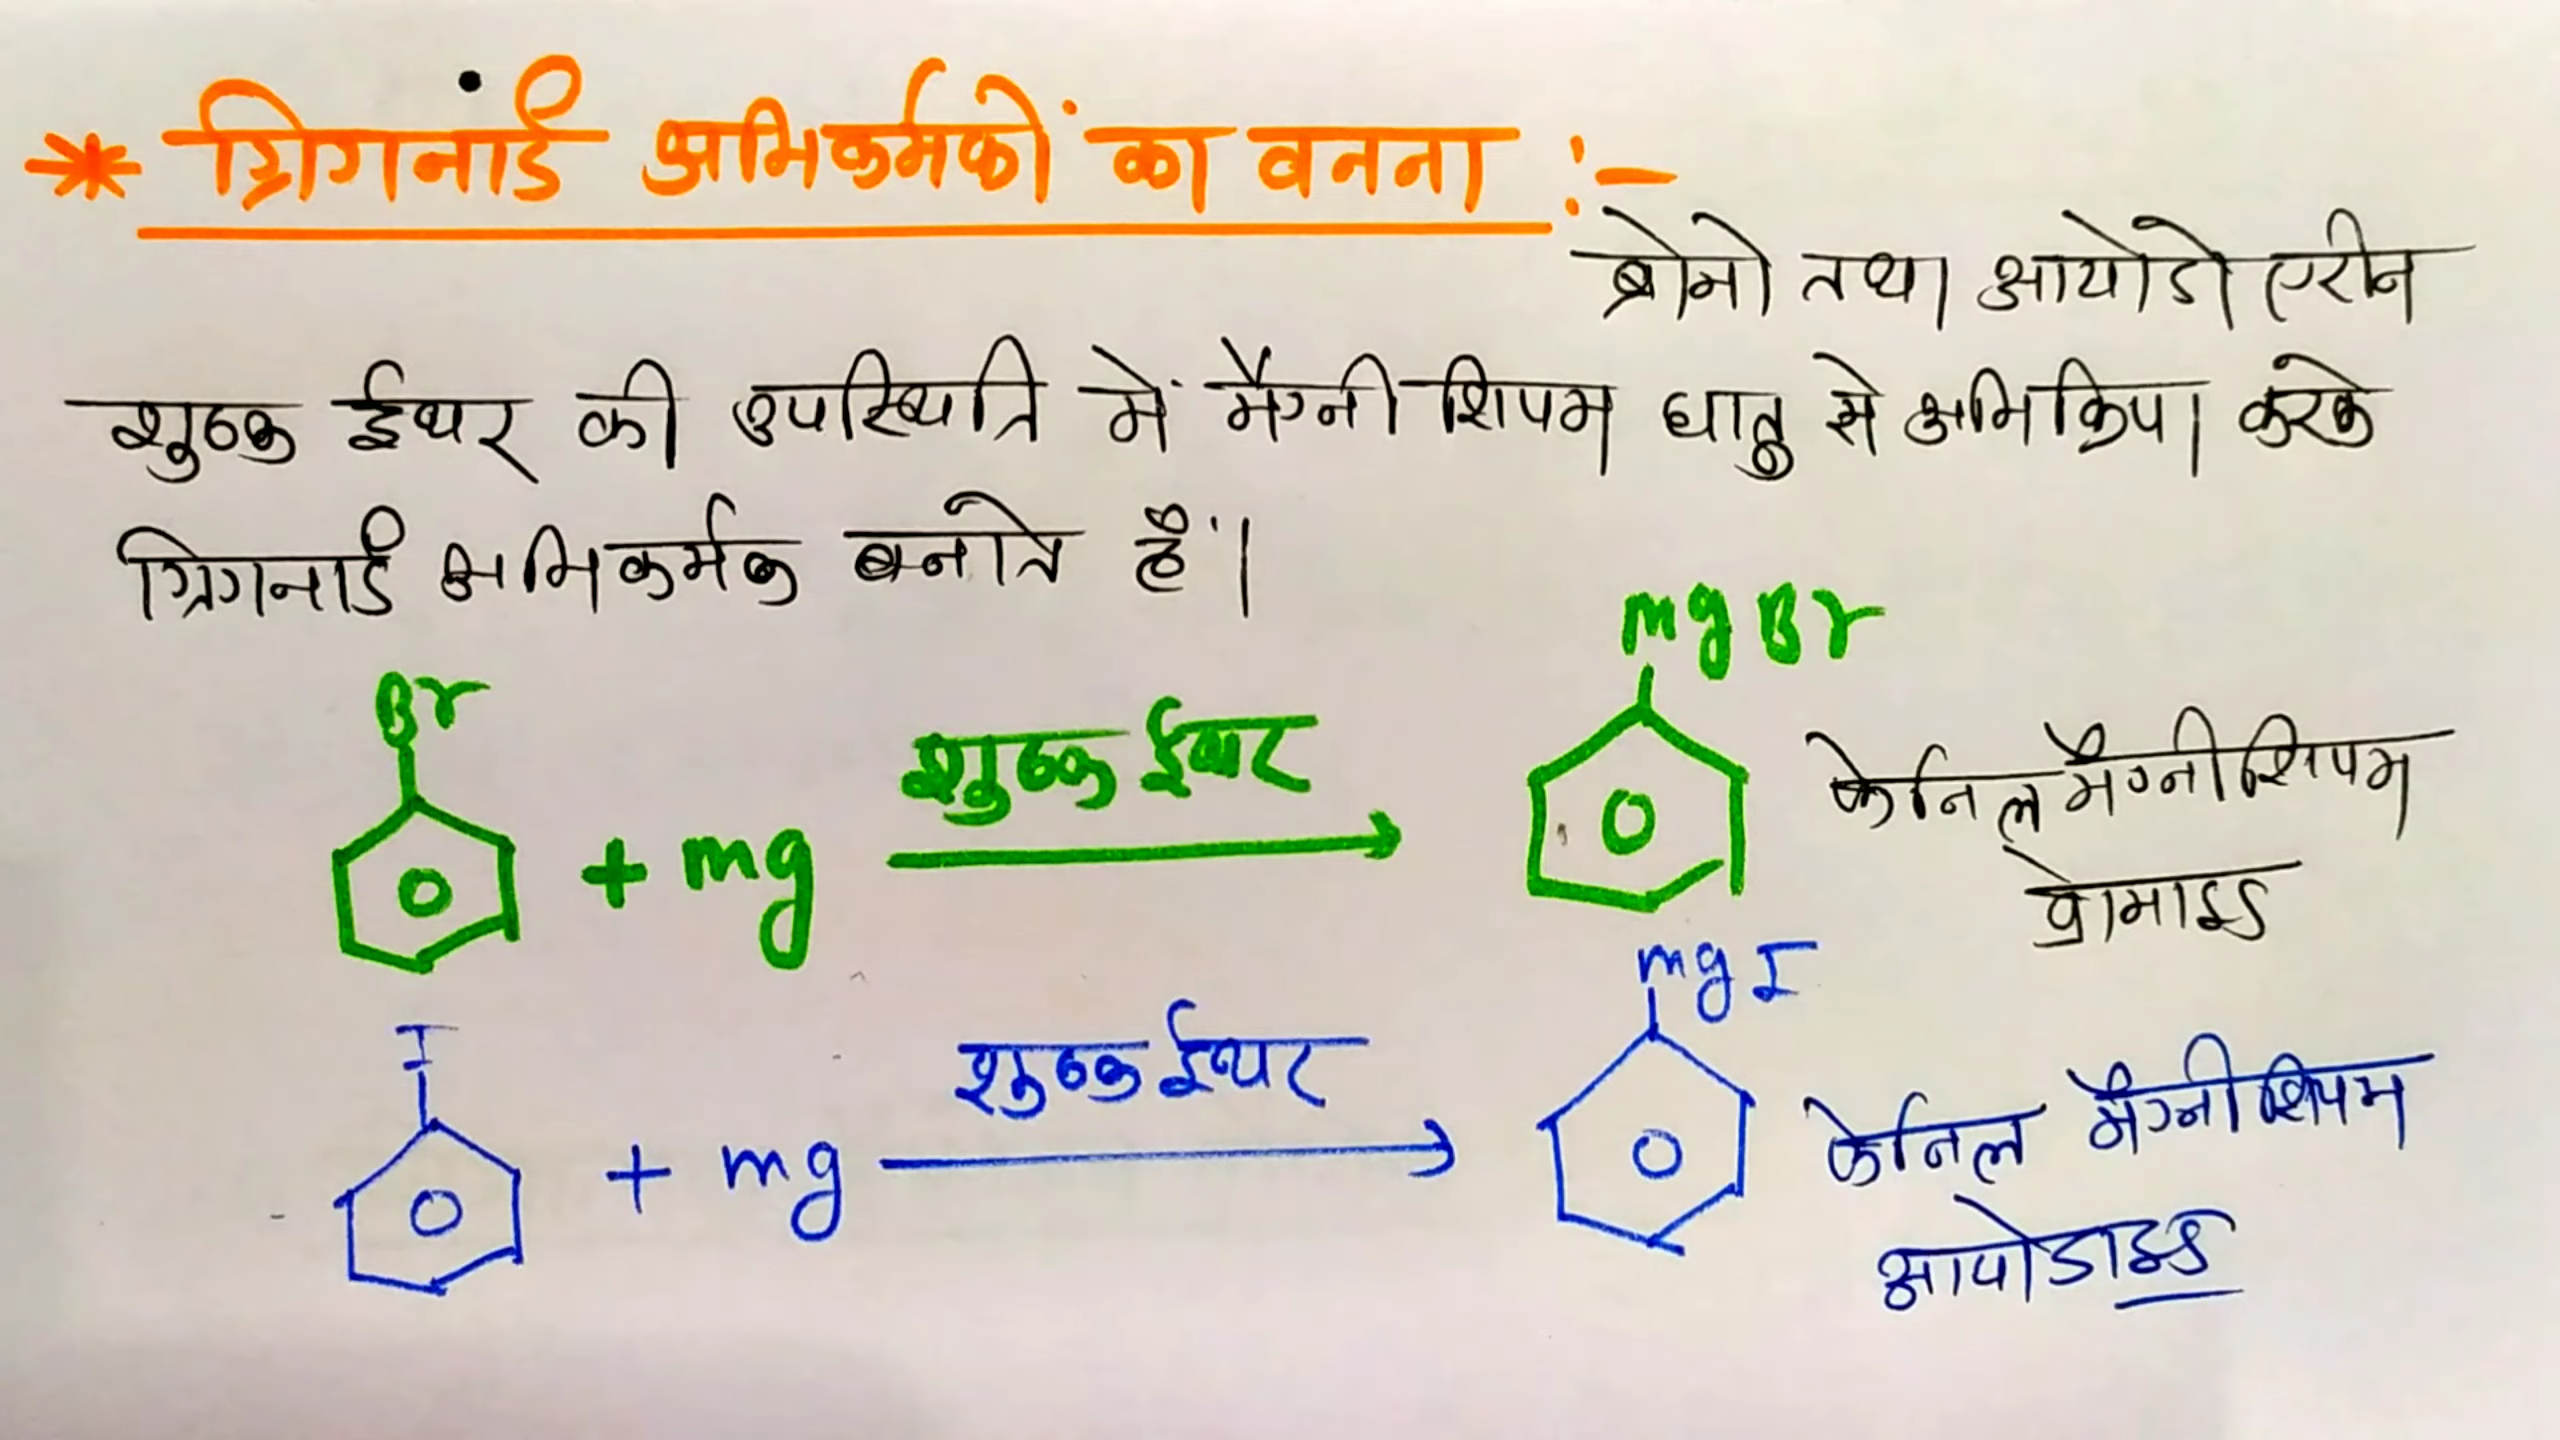 * ग्रिगनार्ड अभिकर्मकों का वनना :-
ब्रोमो तथा आयोडो एरीन
शुष्क ईथर की उपस्थिति में मैग्नीशियम धातु से अभिक्रिया करके
ग्रिगनार्ड अभिकर्मक बनाते हैं।
mg Br
Br
शुष्क ईथर
+ mg
फेनिल मैग्नीशियम
ब्रोमाइड
mg I
I
शुष्क ईथर
+ mg
फेनिल मैग्नीशियम
आयोडाइड